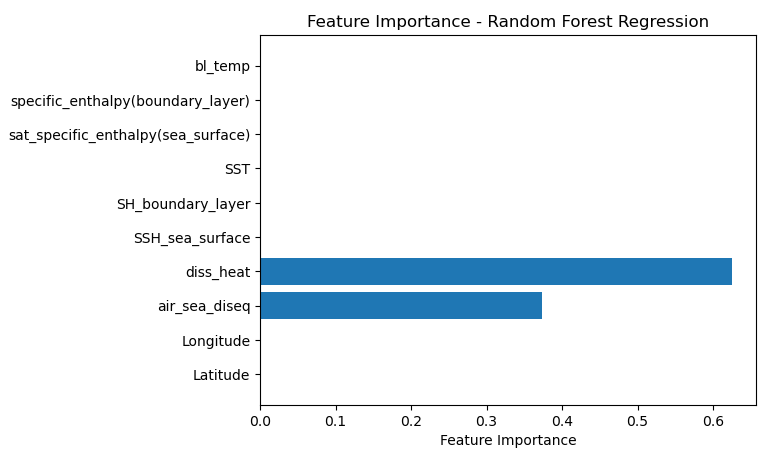 Feature Importance - Random Forest Regression
bl_temp
specific_enthalpy(boundary_layer)
sat_specific_enthalpy(sea_surface)
SST
SH_boundary_layer
SSH_sea_surface
diss_heat
air_sea_diseq
Longitude
Latitude
0.0 0.1 0.2 0.3 0.4 0.5 0.6
Feature Importance